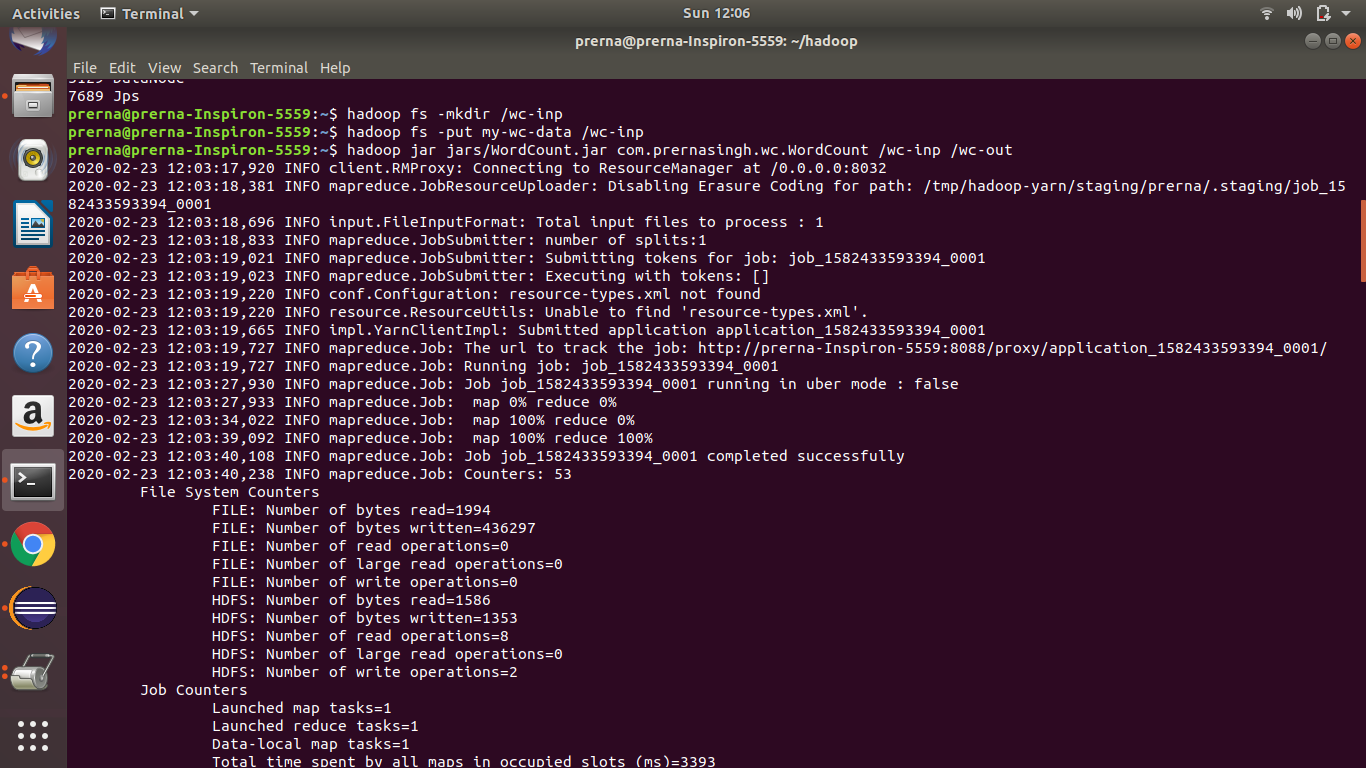 Activities
Terminal
Sun 12:06
prerna@prerna-Inspiron-5559: ~/hadoop
File Edit View Search Terminal Help
3129 DataNode
7689 Jps
prerna@prerna-Inspiron-5559:~$ hadoop fs -mkdir /wc-inp
prerna@prerna-Inspiron-5559:~$ hadoop fs -put my-wc-data /wc-inp
prerna@prerna-Inspiron-5559:~$ hadoop jar jars/WordCount.jar com.prernasingh.wc.WordCount /wc-inp /wc-out
2020-02-23 12:03:17,920 INFO client.RMProxy: Connecting to ResourceManager at /0.0.0.0:8032
2020-02-23 12:03:18,381 INFO mapreduce.JobResourceUploader: Disabling Erasure Coding for path: /tmp/hadoop-yarn/staging/prerna/.staging/job_15
82433593394_0001
2020-02-23 12:03:18,696 INFO input.FileInputFormat: Total input files to process : 1
2020-02-23 12:03:18,833 INFO mapreduce.JobSubmitter: number of splits:1
2020-02-23 12:03:19,021 INFO mapreduce.JobSubmitter: Submitting tokens for job: job_1582433593394_0001
2020-02-23 12:03:19,023 INFO mapreduce.JobSubmitter: Executing with tokens: []
2020-02-23 12:03:19,220 INFO conf.Configuration: resource-types.xml not found
2020-02-23 12:03:19,220 INFO resource.ResourceUtils: Unable to find 'resource-types.xml'.
2020-02-23 12:03:19,665 INFO impl.YarnClientImpl: Submitted application application_1582433593394_0001
2020-02-23 12:03:19,727 INFO mapreduce.Job: The url to track the job: http://prerna-Inspiron-5559:8088/proxy/application_1582433593394_0001/
2020-02-23 12:03:19,727 INFO mapreduce.Job: Running job: job_1582433593394_0001
2020-02-23 12:03:27,930 INFO mapreduce.Job: Job job_1582433593394_0001 running in uber mode : false
2020-02-23 12:03:27,933 INFO mapreduce.Job:  map 0% reduce 0%
2020-02-23 12:03:34,022 INFO mapreduce.Job:  map 100% reduce 0%
2020-02-23 12:03:39,092 INFO mapreduce.Job:  map 100% reduce 100%
2020-02-23 12:03:40,108 INFO mapreduce.Job: Job job_1582433593394_0001 completed successfully
2020-02-23 12:03:40,238 INFO mapreduce.Job: Counters: 53
File System Counters
FILE: Number of bytes read=1994
FILE: Number of bytes written=436297
FILE: Number of read operations=0
FILE: Number of large read operations=0
FILE: Number of write operations=0
HDFS: Number of bytes read=1586
HDFS: Number of bytes written=1353
HDFS: Number of read operations=8
HDFS: Number of large read operations=0
HDFS: Number of write operations=2
Job Counters
Launched map tasks=1
Launched reduce tasks=1
Data-local map tasks=1
Total time spent by all maps in occupied slots (ms)=3393